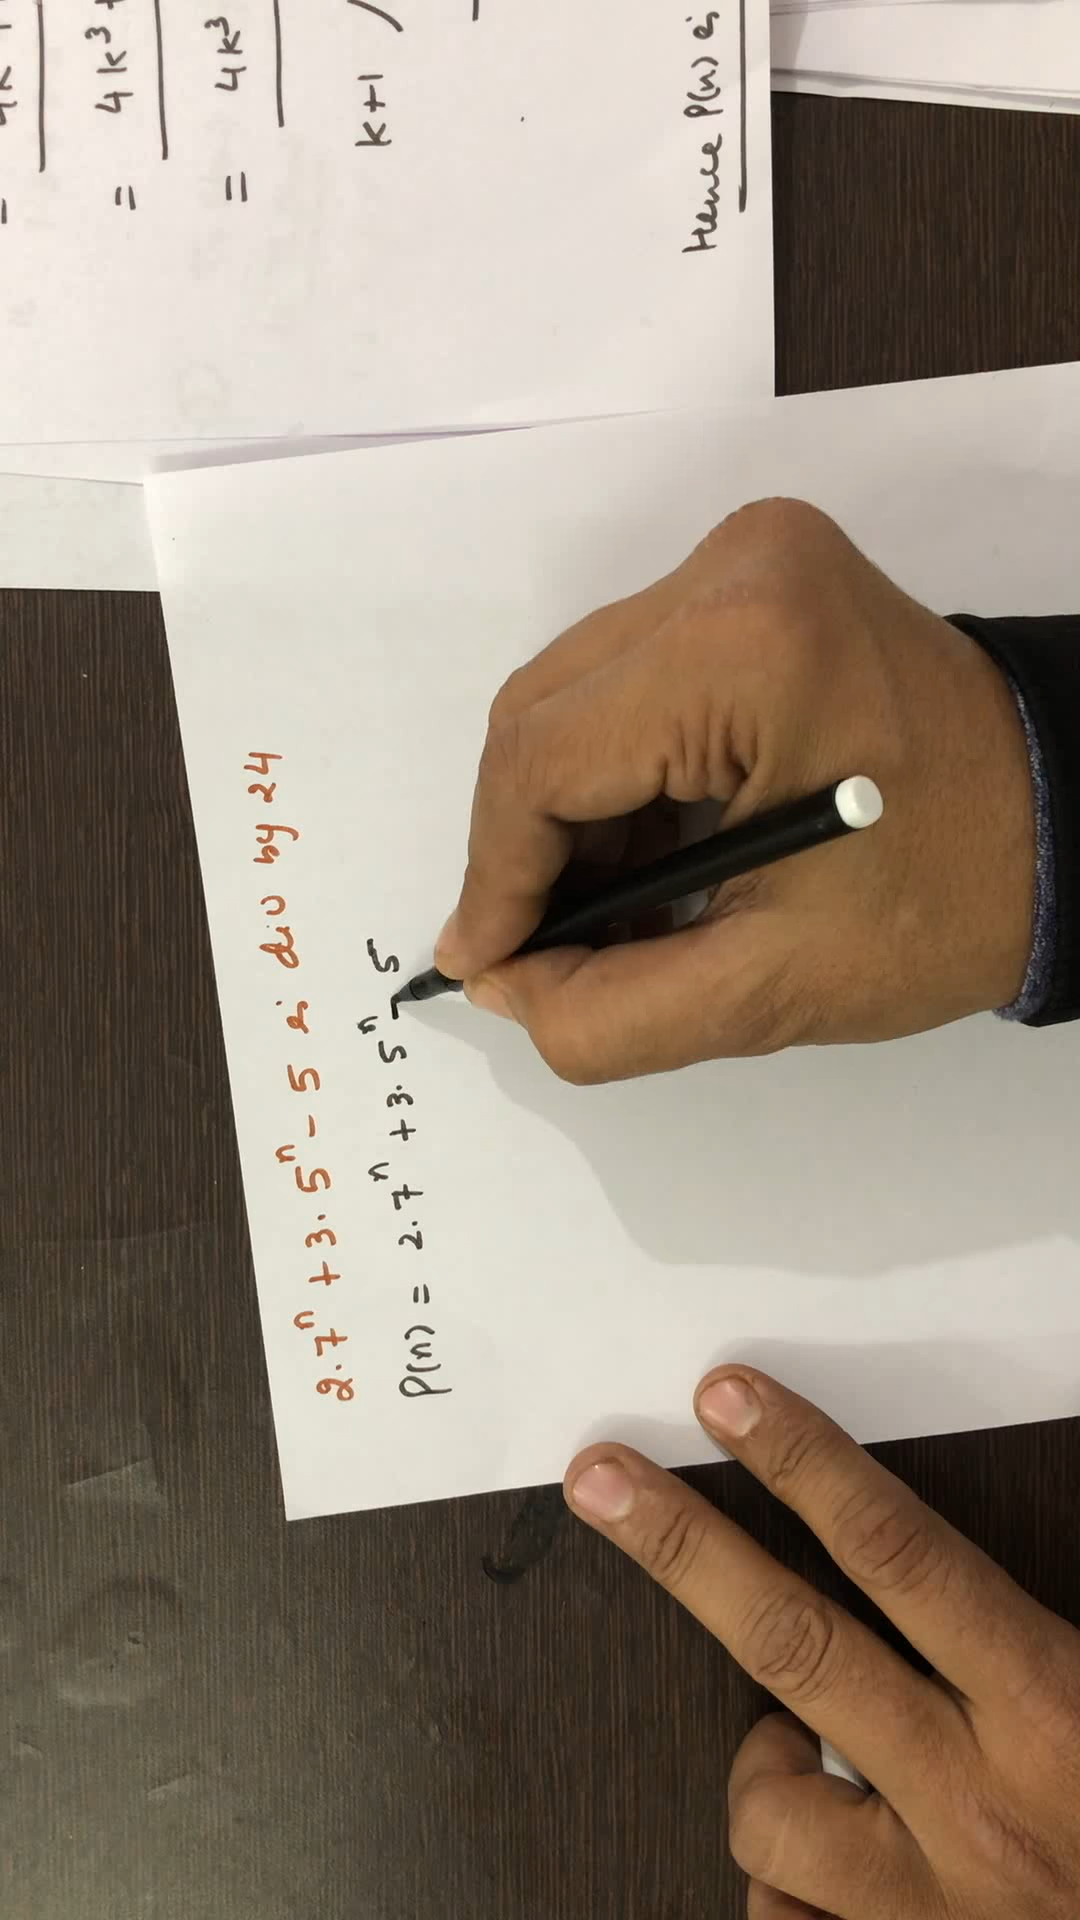 = 4k³+
= 4k³
k+1
Hence P(n) is
2.7ⁿ + 3.5ⁿ - 5 is div by 24
P(n) = 2.7ⁿ + 3.5ⁿ - 5